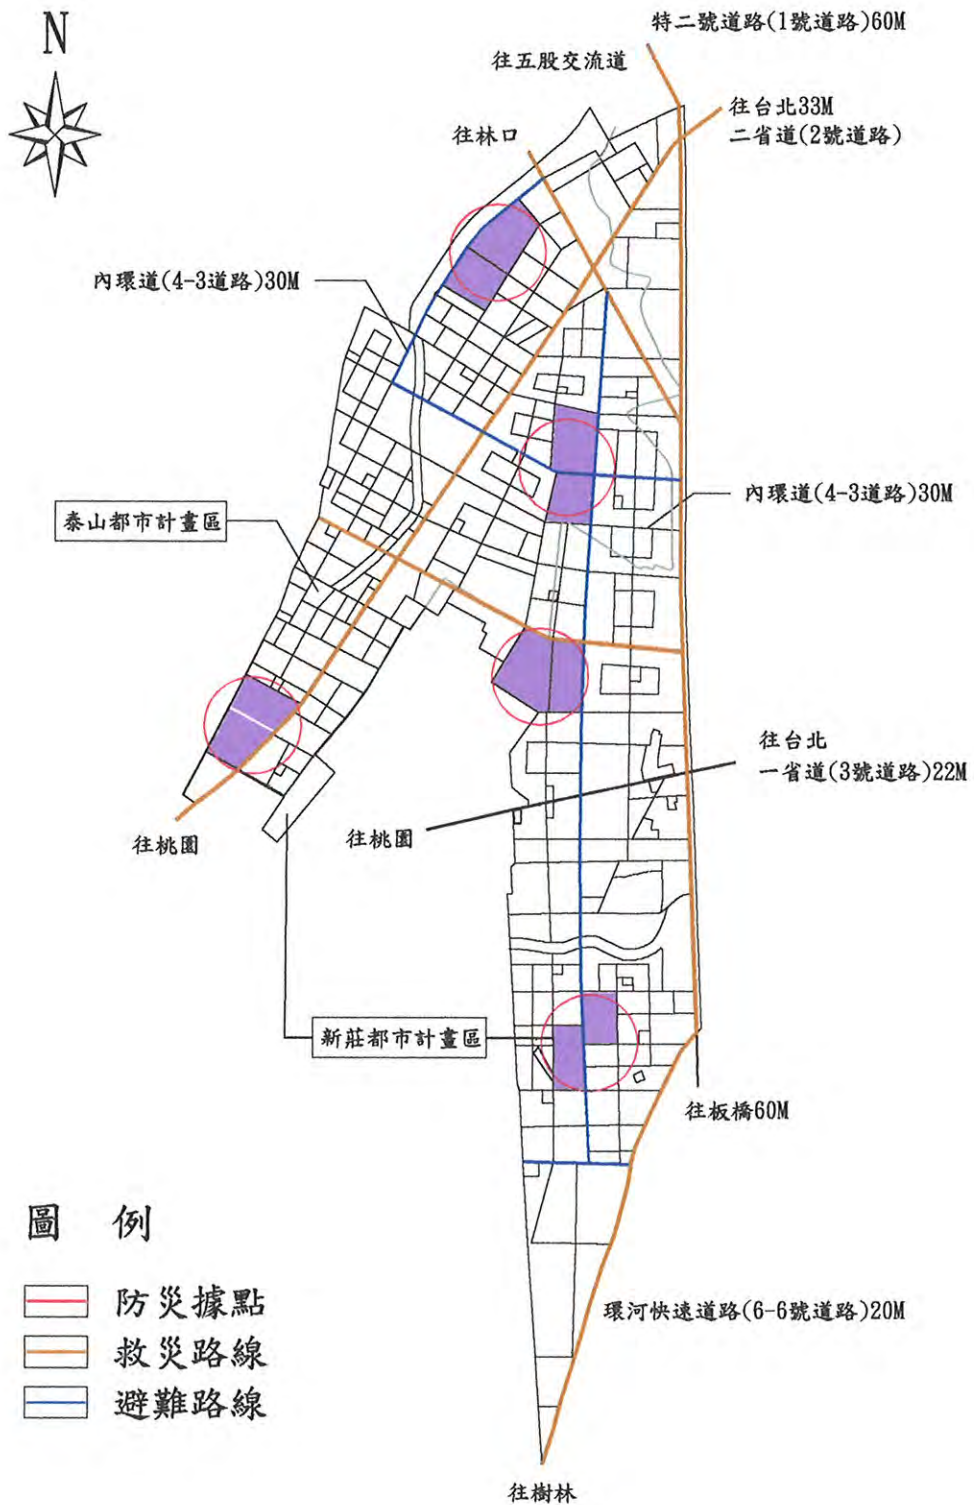 N
特二號道路(1號道路)60M
往五股交流道
往台北33M
二省道(2號道路)
往林口
內環道(4-3道路)30M
內環道(4-3道路)30M
泰山都市計畫區
往台北
一省道(3號道路)22M
往桃園
往桃園
新莊都市計畫區
往板橋60M
圖 例
防災據點
救災路線
避難路線
環河快速道路(6-6號道路)20M
往樹林